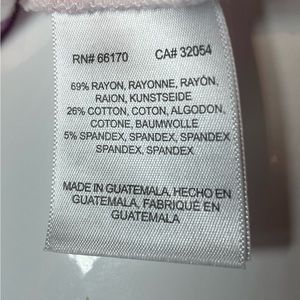 RN# 66170 CA# 32054
69% RAYON, RAYONNE, RAYÓN,
RAION, KUNSTSEIDE
26% COTTON, COTON, ALGODON,
COTONE, BAUMWOLLE
5% SPANDEX, SPANDEX, SPANDEX
SPANDEX, SPANDEX
MADE IN GUATEMALA, HECHO EN
GUATEMALA, FABRIQUÉ EN
GUATEMALA